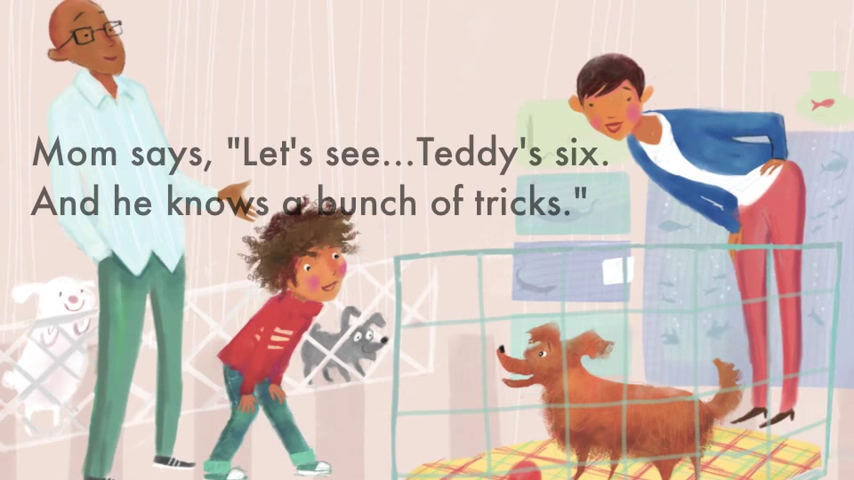 Mom says, "Let's see...Teddy's six.
And he knows a bunch of tricks."